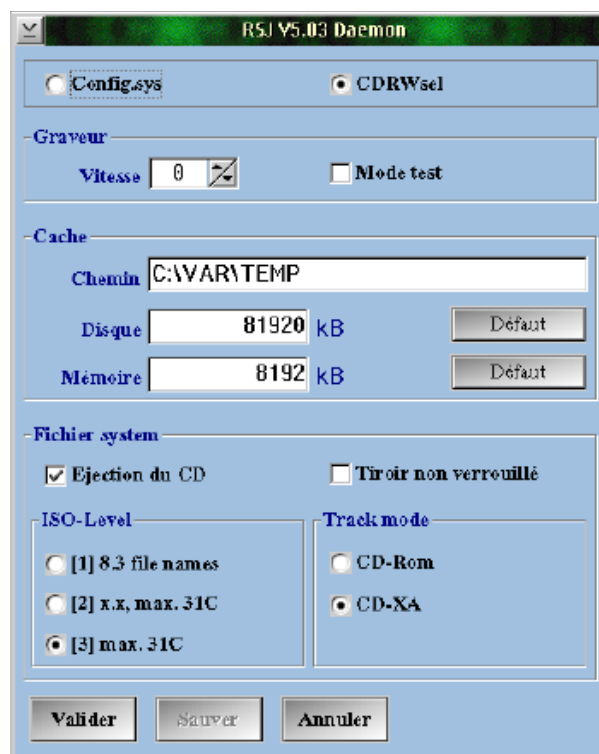 RSJ V5.03 Daemon
Config.sys CDRWsel
Graveur
Vitesse 0 Mode test
Cache
Chemin C:\VAR\TEMP
Disque 81920 kB Défaut
Mémoire 8192 kB Défaut
Fichier system
Ejection du CD Tiroir non verrouillé
ISO-Level Track mode
[1] 8.3 file names CD-Rom
[2] x.x, max. 31C CD-XA
[3] max. 31C
Valider Sauver Annuler